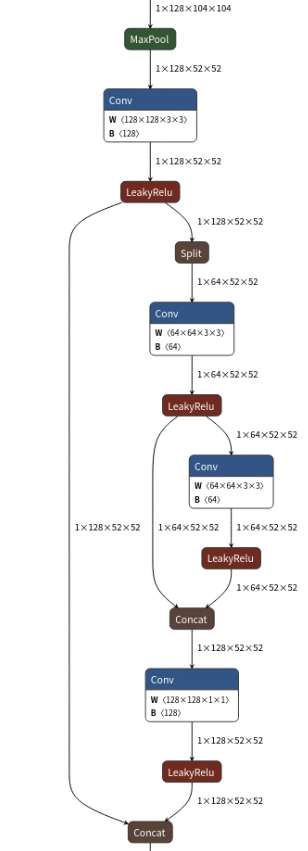 1×128×104×104
MaxPool
1×128×52×52
Conv
W ⟨128×128×3×3⟩
B ⟨128⟩
1×128×52×52
LeakyRelu
1×128×52×52
Split
1×64×52×52
Conv
W ⟨64×64×3×3⟩
B ⟨64⟩
1×64×52×52
LeakyRelu
1×64×52×52
Conv
W ⟨64×64×3×3⟩
B ⟨64⟩
1×128×52×52 1×64×52×52 1×64×52×52
LeakyRelu
1×64×52×52
Concat
1×128×52×52
Conv
W ⟨128×128×1×1⟩
B ⟨128⟩
1×128×52×52
LeakyRelu
1×128×52×52
Concat